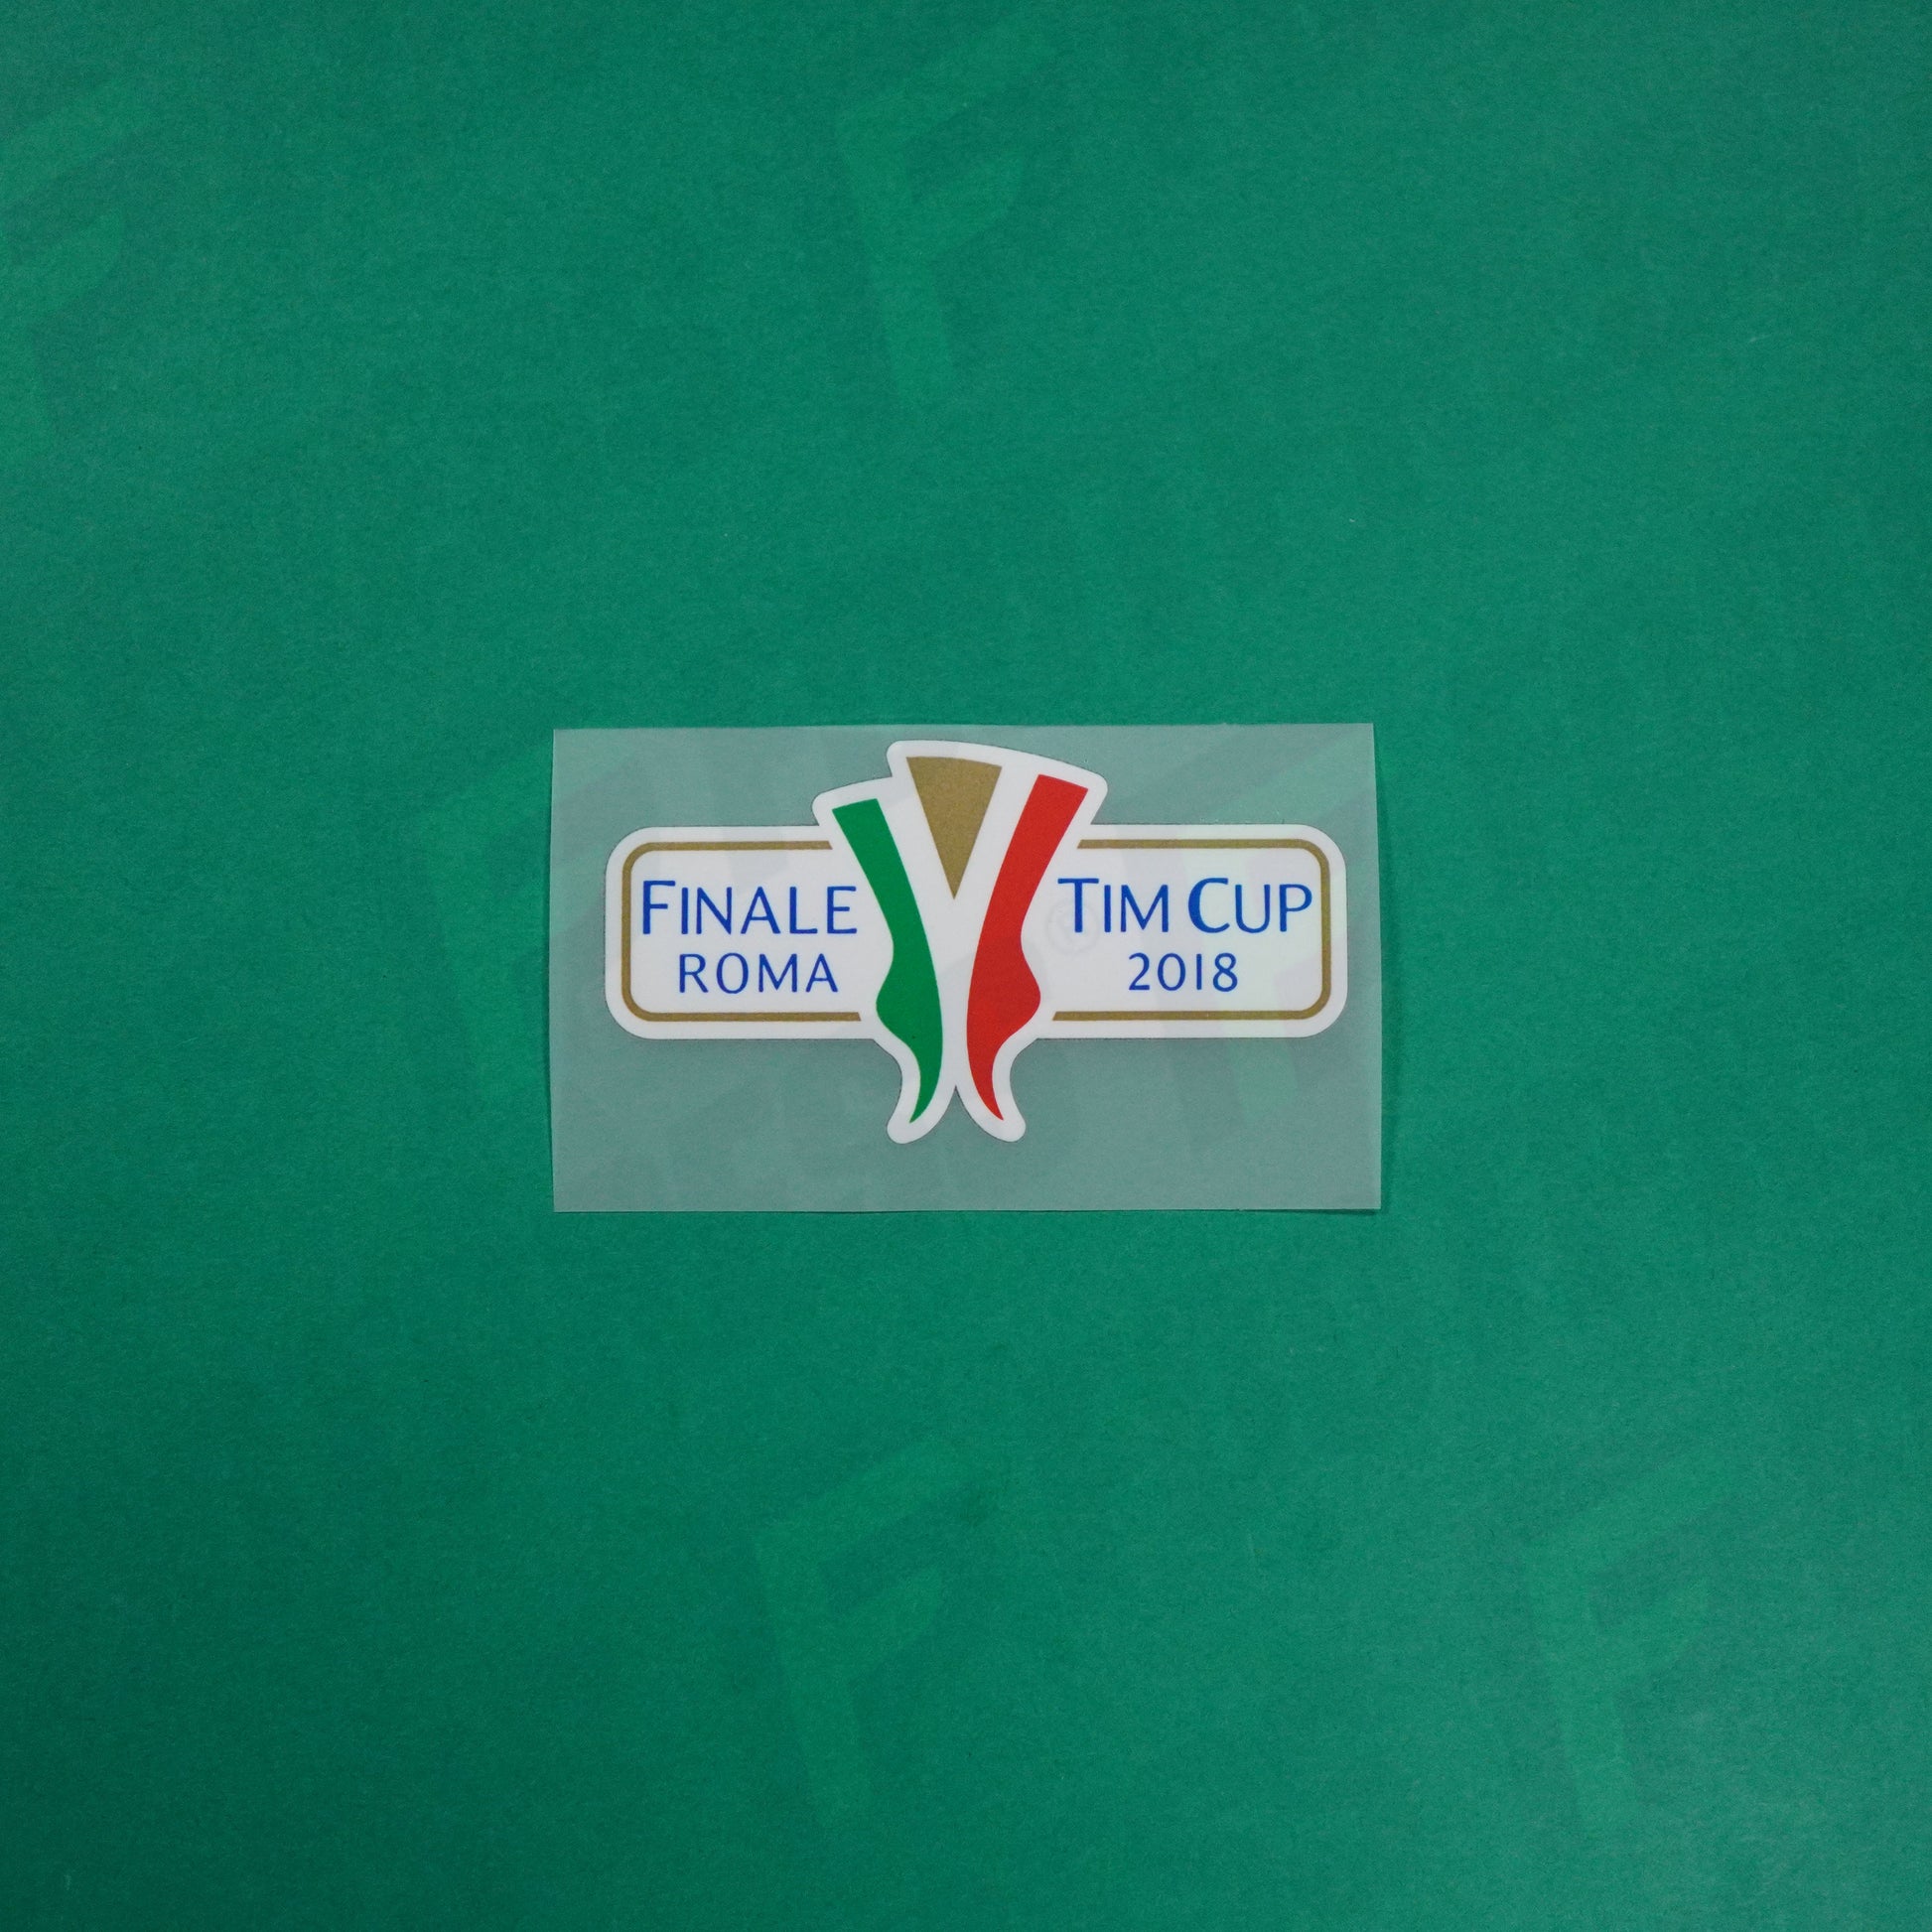 FINALE
ROMA
TIM CUP
2018